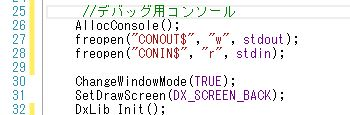 25 //デバッグ用コンソール
26 AllocConsole();
27 freopen("CONOUT$", "w", stdout);
28 freopen("CONIN$", "r", stdin);
29
30 ChangeWindowMode(TRUE);
31 SetDrawScreen(DX_SCREEN_BACK);
32 DxLib_Init();